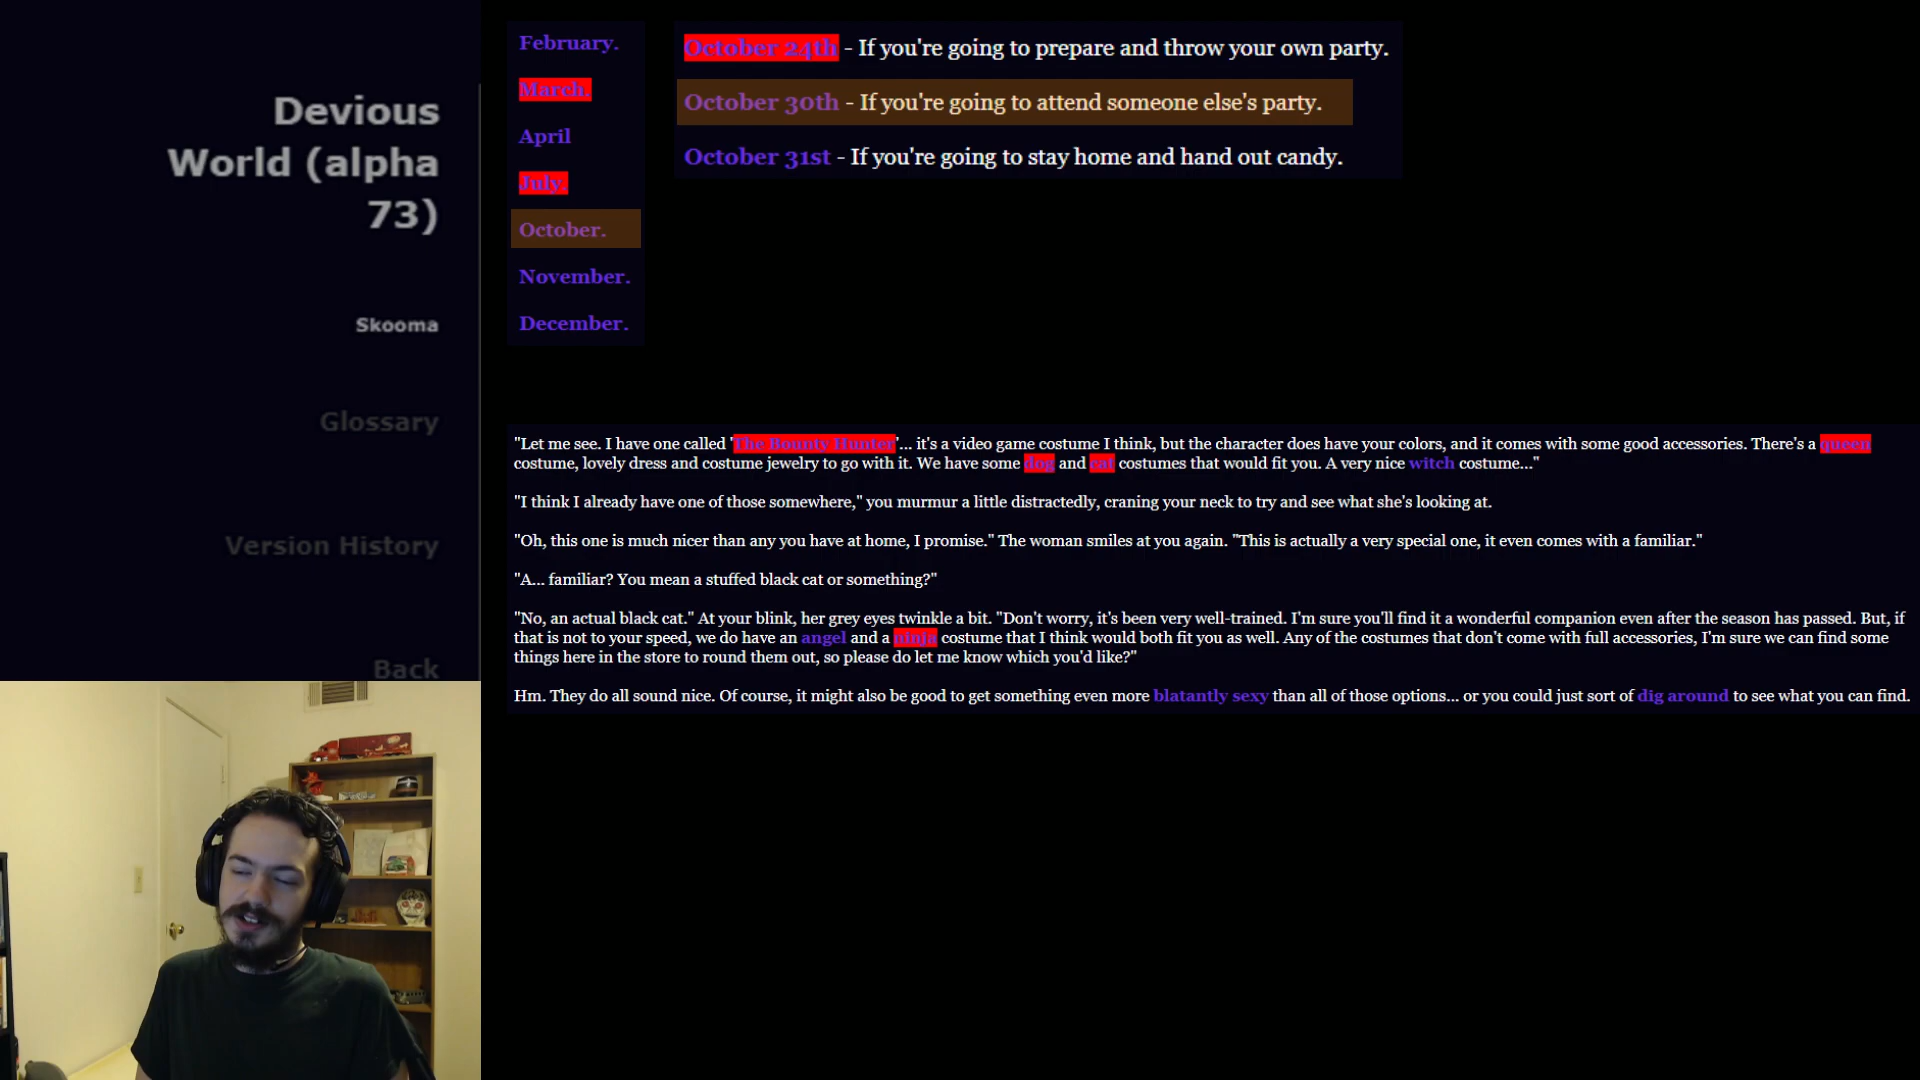 Devious
World (alpha
73)
Skooma
Glossary
Version History
Back
February.
March.
April
July.
October.
November.
December.
October 24th - If you're going to prepare and throw your own party.
October 30th - If you're going to attend someone else's party.
October 31st - If you're going to stay home and hand out candy.
"Let me see. I have one called 'The Bounty Hunter'... it's a video game costume I think, but the character does have your colors, and it comes with some good accessories. There's a queen
costume, lovely dress and costume jewelry to go with it. We have some dog and cat costumes that would fit you. A very nice witch costume..."
"I think I already have one of those somewhere," you murmur a little distractedly, craning your neck to try and see what she's looking at.
"Oh, this one is much nicer than any you have at home, I promise." The woman smiles at you again. "This is actually a very special one, it even comes with a familiar."
"A... familiar? You mean a stuffed black cat or something?"
"No, an actual black cat." At your blink, her grey eyes twinkle a bit. "Don't worry, it's been very well-trained. I'm sure you'll find it a wonderful companion even after the season has passed. But, if
that is not to your speed, we do have an angel and a ninja costume that I think would both fit you as well. Any of the costumes that don't come with full accessories, I'm sure we can find some
things here in the store to round them out, so please do let me know which you'd like?"
Hm. They do all sound nice. Of course, it might also be good to get something even more blatantly sexy than all of those options... or you could just sort of dig around to see what you can find.